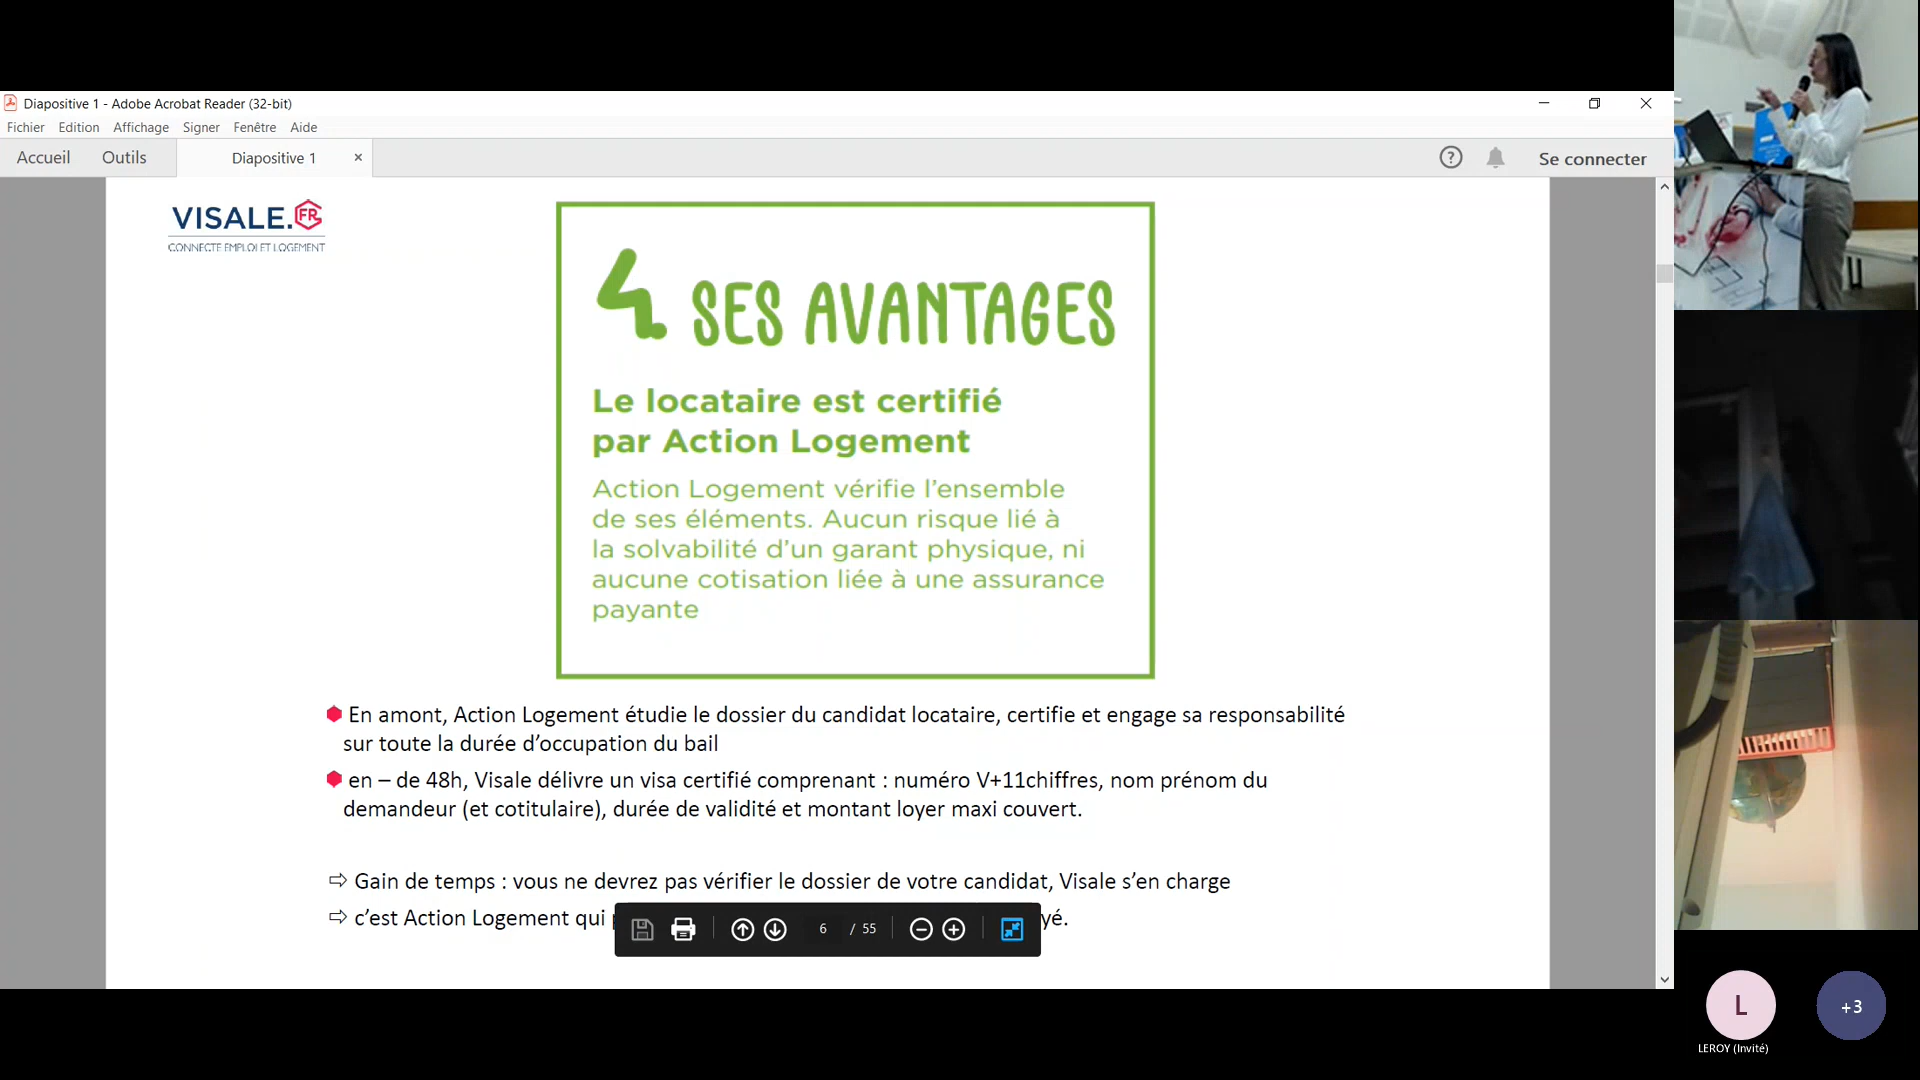 Diapositive 1 - Adobe Acrobat Reader (32-bit)
Fichier Edition Affichage Signer Fenêtre Aide
Accueil Outils Diapositive 1 × ? Se connecter
VISALE.FR
CONNECTE EMPLOI ET LOGEMENT
4 SES AVANTAGES
Le locataire est certifié
par Action Logement
Action Logement vérifie l’ensemble
de ses éléments. Aucun risque lié à
la solvabilité d’un garant physique, ni
aucune cotisation liée à une assurance
payante
En amont, Action Logement étudie le dossier du candidat locataire, certifie et engage sa responsabilité
sur toute la durée d’occupation du bail
en – de 48h, Visale délivre un visa certifié comprenant : numéro V+11chiffres, nom prénom du
demandeur (et cotitulaire), durée de validité et montant loyer maxi couvert.
⇨ Gain de temps : vous ne devrez pas vérifier le dossier de votre candidat, Visale s’en charge
⇨ c’est Action Logement qui
6 / 55
L
+3
LEROY (Invité)